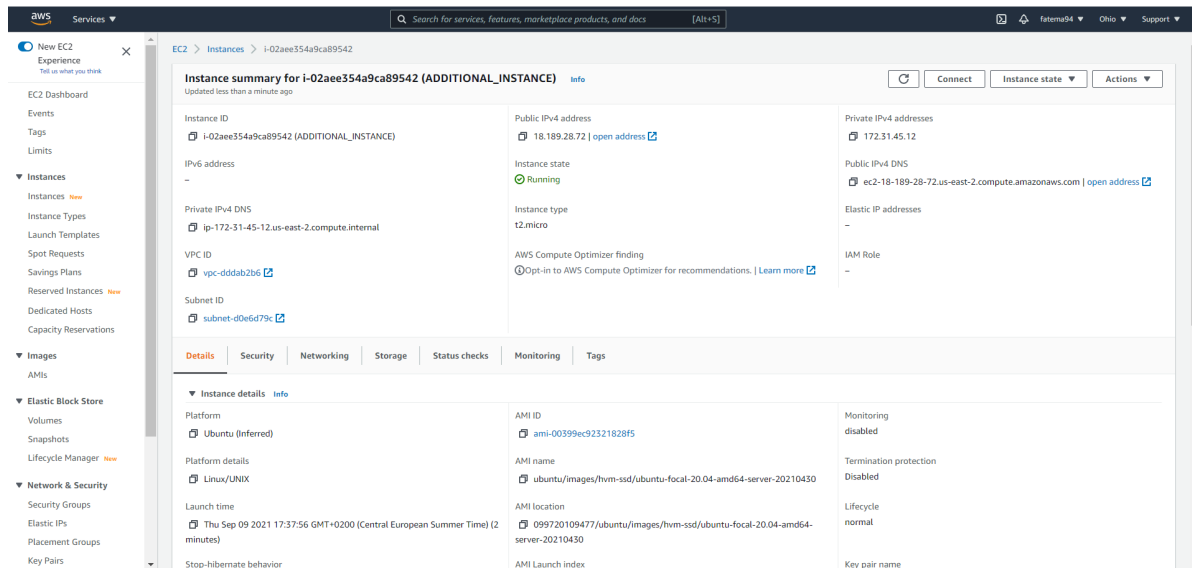 aws
Services ▼
Search for services, features, marketplace products, and docs [Alt+S]
fatema94 ▼
Ohio ▼
Support ▼
New EC2
Experience
Tell us what you think
EC2 Dashboard
Events
Tags
Limits
▼ Instances
Instances New
Instance Types
Launch Templates
Spot Requests
Savings Plans
Reserved Instances New
Dedicated Hosts
Capacity Reservations
▼ Images
AMIs
▼ Elastic Block Store
Volumes
Snapshots
Lifecycle Manager New
▼ Network & Security
Security Groups
Elastic IPs
Placement Groups
Key Pairs
EC2 > Instances > i-02aee354a9ca89542
Instance summary for i-02aee354a9ca89542 (ADDITIONAL_INSTANCE) Info
Updated less than a minute ago
Connect
Instance state ▼
Actions ▼
Instance ID
i-02aee354a9ca89542 (ADDITIONAL_INSTANCE)
Public IPv4 address
18.189.28.72 | open address
Private IPv4 addresses
172.31.45.12
IPv6 address
–
Instance state
Running
Public IPv4 DNS
ec2-18-189-28-72.us-east-2.compute.amazonaws.com | open address
Private IPv4 DNS
ip-172-31-45-12.us-east-2.compute.internal
Instance type
t2.micro
Elastic IP addresses
–
VPC ID
vpc-dddab2b6
AWS Compute Optimizer finding
Opt-in to AWS Compute Optimizer for recommendations. | Learn more
IAM Role
–
Subnet ID
subnet-d0e6d79c
Details
Security
Networking
Storage
Status checks
Monitoring
Tags
▼ Instance details Info
Platform
Ubuntu (Inferred)
AMI ID
ami-00399ec92321828f5
Monitoring
disabled
Platform details
Linux/UNIX
AMI name
ubuntu/images/hvm-ssd/ubuntu-focal-20.04-amd64-server-20210430
Termination protection
Disabled
Launch time
Thu Sep 09 2021 17:37:56 GMT+0200 (Central European Summer Time) (2
minutes)
AMI location
099720109477/ubuntu/images/hvm-ssd/ubuntu-focal-20.04-amd64-
server-20210430
Lifecycle
normal
Stop-hibernate behavior
AMI Launch index
Key pair name